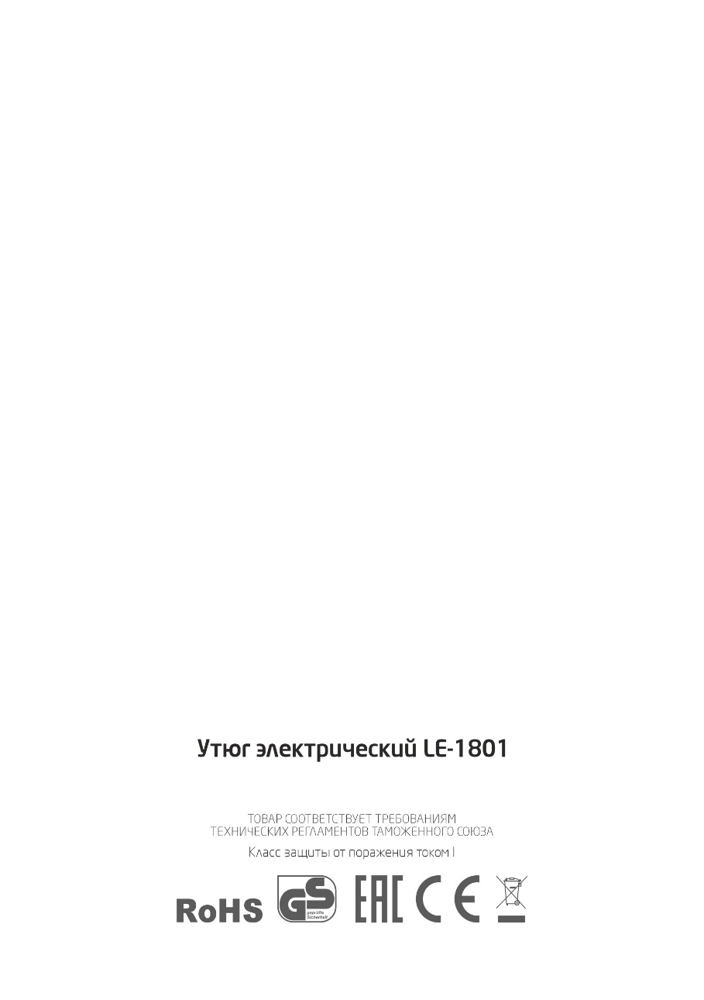 Утюг электрический LE-1801
ТОВАР СООТВЕТСТВУЕТ ТРЕБОВАНИЯМ
ТЕХНИЧЕСКИХ РЕГЛАМЕНТОВ ТАМОЖЕННОГО СОЮЗА
Класс защиты от поражения током I
RoHS GS geprüfte Sicherheit EAC CE